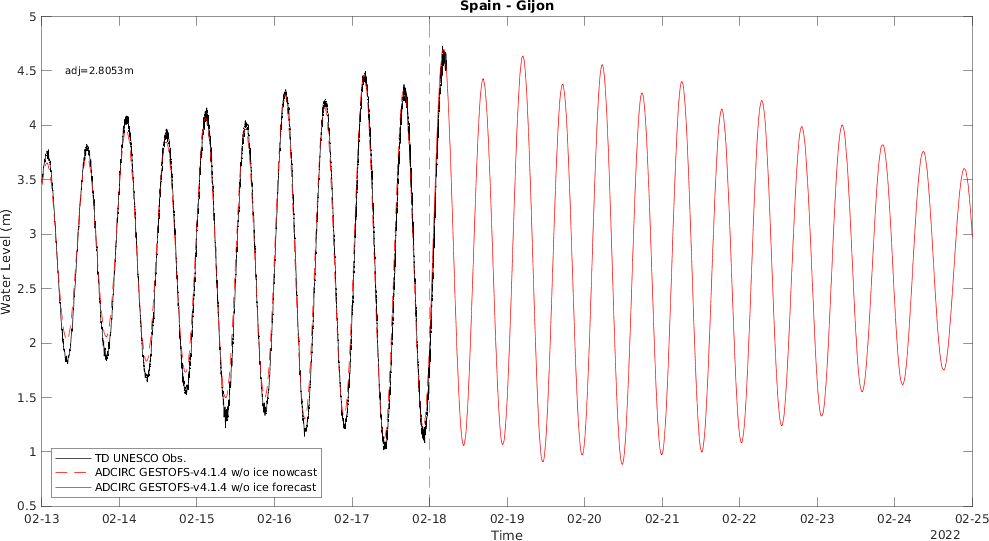 Spain - Gijon
5
4.5
4
3.5
3
2.5
2
1.5
1
0.5
Water Level (m)
adj=2.8053m
TD UNESCO Obs.
ADCIRC GESTOFS-v4.1.4 w/o ice nowcast
ADCIRC GESTOFS-v4.1.4 w/o ice forecast
02-13 02-14 02-15 02-16 02-17 02-18 02-19 02-20 02-21 02-22 02-23 02-24 02-25
Time
2022